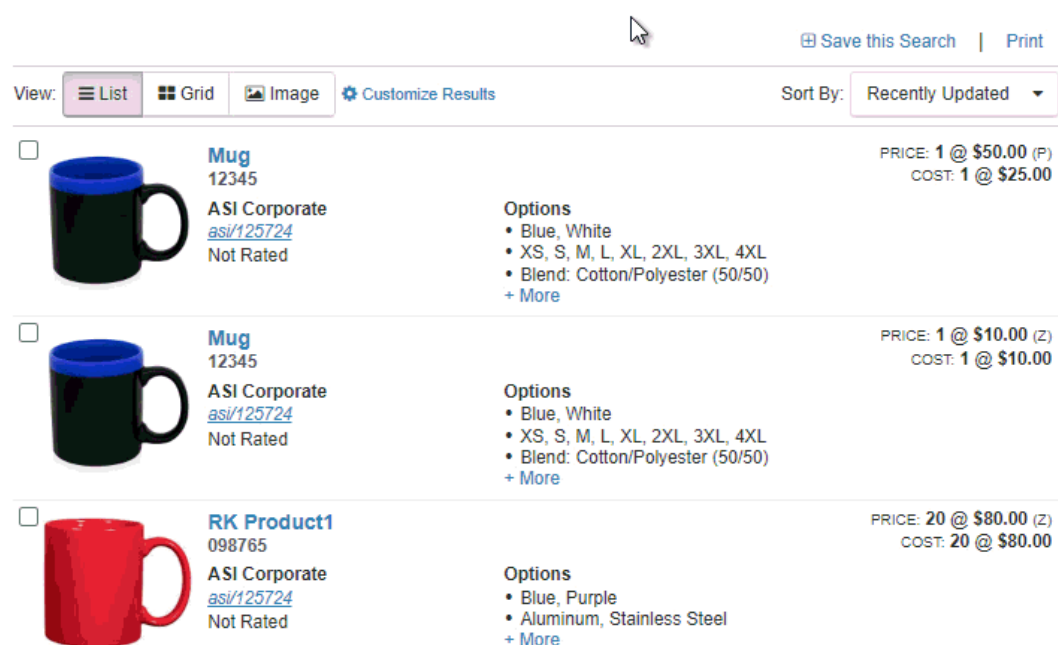 Save this Search | Print
View: List Grid Image Customize Results Sort By: Recently Updated
Mug
12345
PRICE: 1 @ $50.00 (P)
COST: 1 @ $25.00
ASI Corporate
asi/125724
Not Rated
Options
• Blue, White
• XS, S, M, L, XL, 2XL, 3XL, 4XL
• Blend: Cotton/Polyester (50/50)
+ More
Mug
12345
PRICE: 1 @ $10.00 (Z)
COST: 1 @ $10.00
ASI Corporate
asi/125724
Not Rated
Options
• Blue, White
• XS, S, M, L, XL, 2XL, 3XL, 4XL
• Blend: Cotton/Polyester (50/50)
+ More
RK Product1
098765
PRICE: 20 @ $80.00 (Z)
COST: 20 @ $80.00
ASI Corporate
asi/125724
Not Rated
Options
• Blue, Purple
• Aluminum, Stainless Steel
+ More